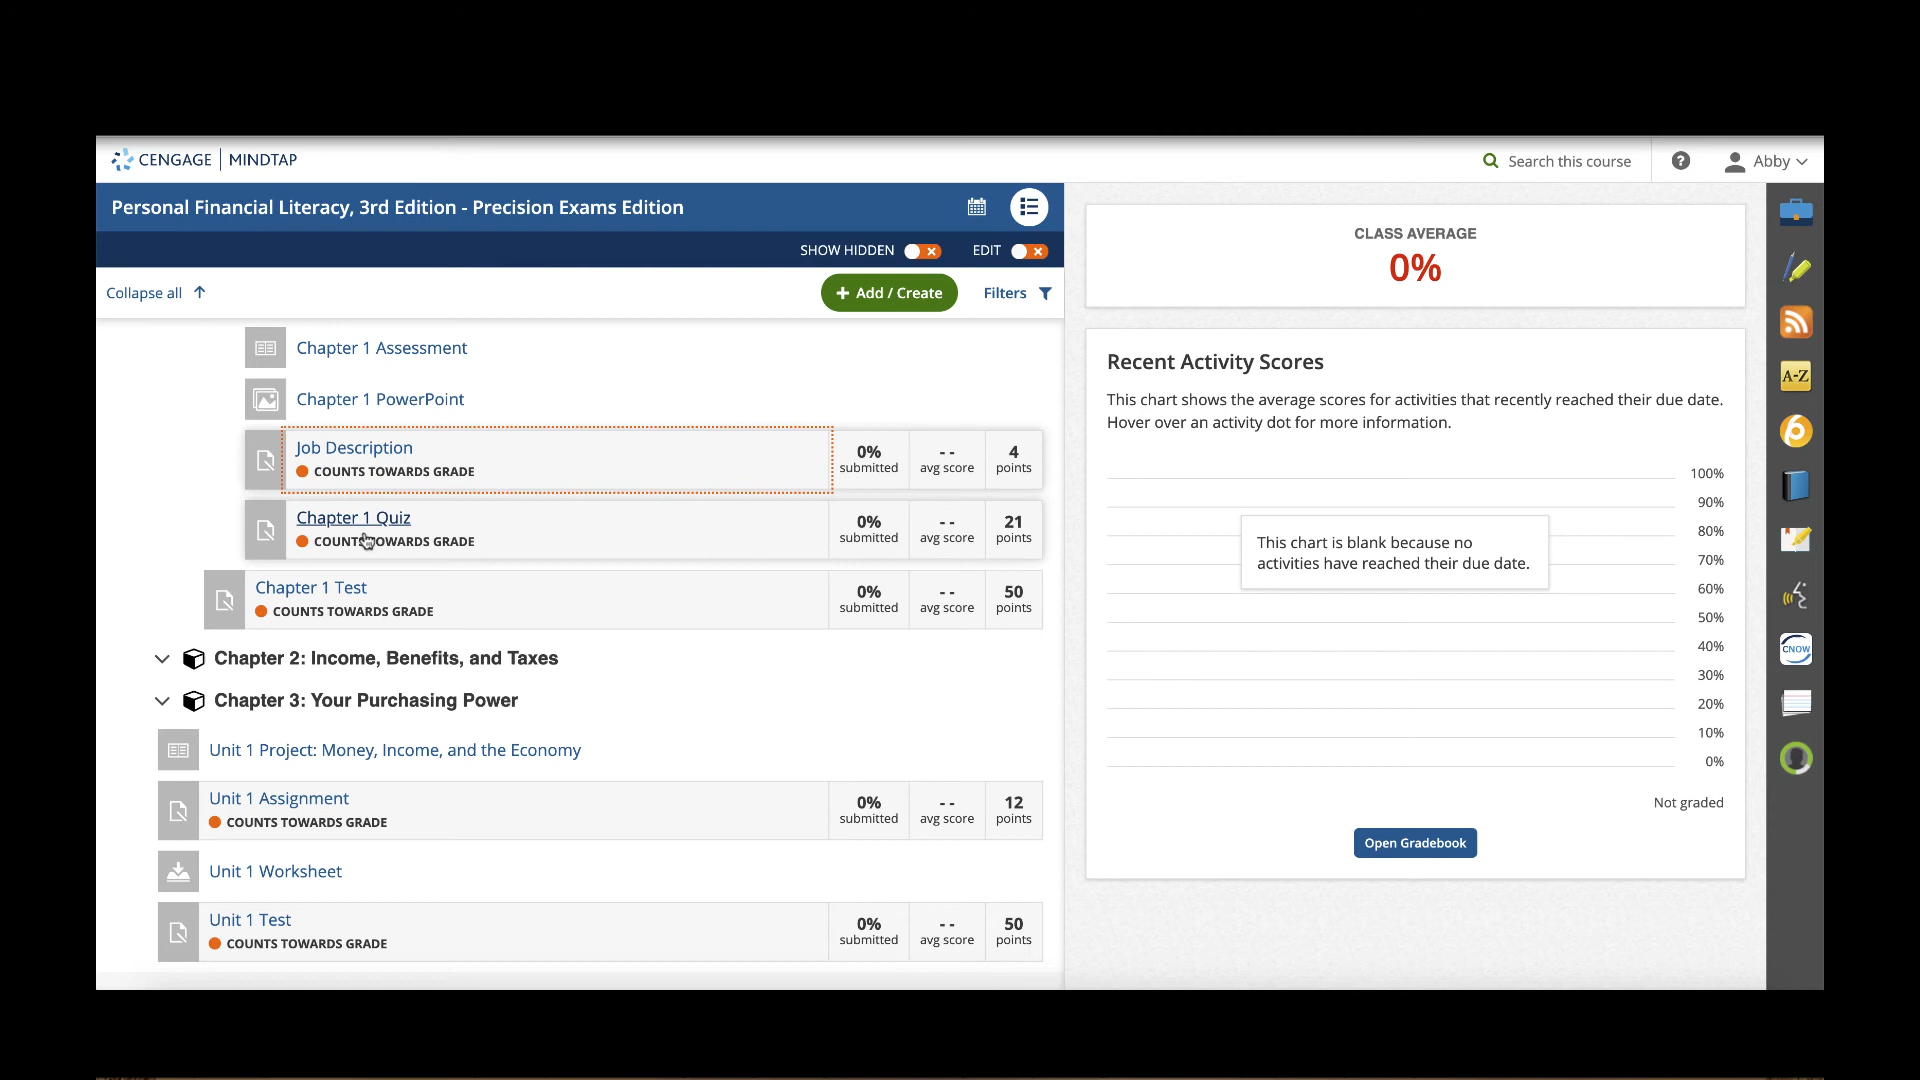 CENGAGE | MINDTAP
Search this course
?
Abby
Personal Financial Literacy, 3rd Edition - Precision Exams Edition
SHOW HIDDEN
EDIT
Collapse all
+ Add / Create
Filters
Chapter 1 Assessment
Chapter 1 PowerPoint
Job Description
COUNTS TOWARDS GRADE
0% submitted
- - avg score
4 points
Chapter 1 Quiz
COUNTS TOWARDS GRADE
0% submitted
- - avg score
21 points
Chapter 1 Test
COUNTS TOWARDS GRADE
0% submitted
- - avg score
50 points
Chapter 2: Income, Benefits, and Taxes
Chapter 3: Your Purchasing Power
Unit 1 Project: Money, Income, and the Economy
Unit 1 Assignment
COUNTS TOWARDS GRADE
0% submitted
- - avg score
12 points
Unit 1 Worksheet
Unit 1 Test
COUNTS TOWARDS GRADE
0% submitted
- - avg score
50 points
CLASS AVERAGE
0%
Recent Activity Scores
This chart shows the average scores for activities that recently reached their due date.
Hover over an activity dot for more information.
100%
90%
80%
70%
60%
50%
40%
30%
20%
10%
0%
This chart is blank because no
activities have reached their due date.
Not graded
Open Gradebook
A-Z
CNOW